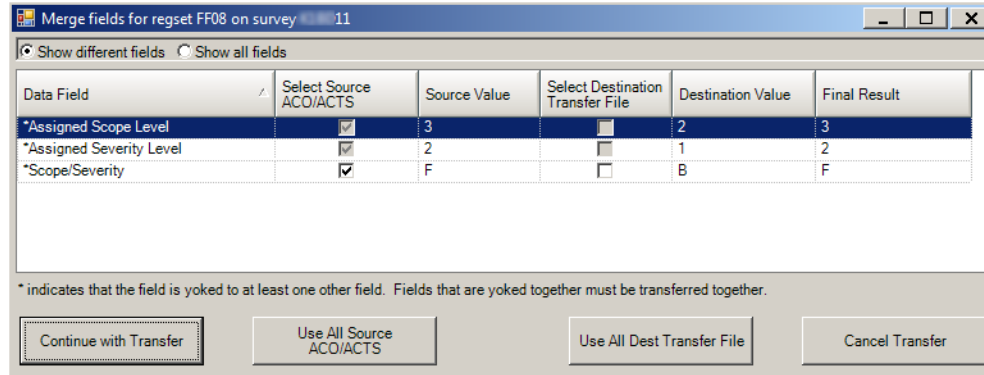 Merge fields for regset FF08 on survey 11
Show different fields Show all fields
Data Field Select Source ACO/ACTS Source Value Select Destination Transfer File Destination Value Final Result
*Assigned Scope Level 3 2 3
*Assigned Severity Level 2 1 2
*Scope/Severity F B F
* indicates that the field is yoked to at least one other field. Fields that are yoked together must be transferred together.
Continue with Transfer Use All Source ACO/ACTS Use All Dest Transfer File Cancel Transfer